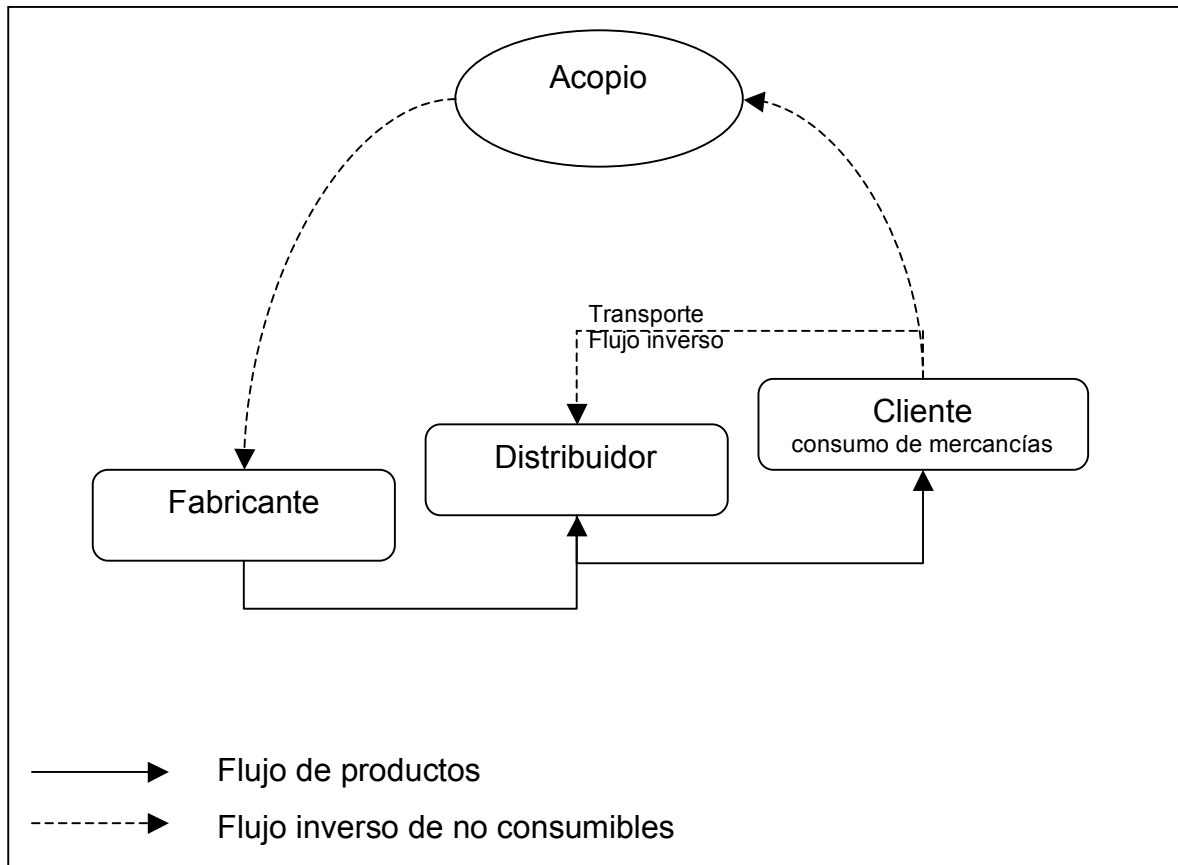 Acopio
Transporte
Flujo inverso
Cliente
consumo de mercancías
Distribuidor
Fabricante
Flujo de productos
Flujo inverso de no consumibles